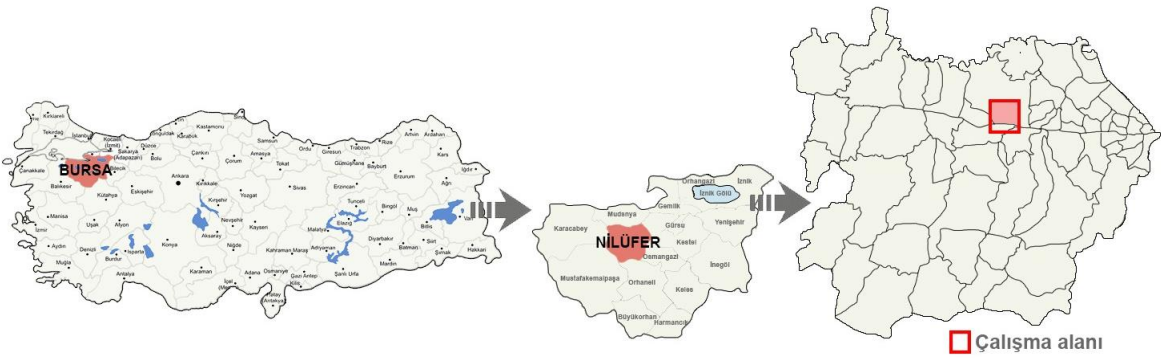 Kırklareli
Tekirdağ
İstanbul
Kocaeli
(İzmit)
Sakarya
(Adapazarı)
Düzce
Bolu
Zonguldak
Karabük
Kastamonu
Çankırı
Çorum
Amasya
Samsun
Tokat
Ordu
Giresun
Trabzon
Gümüşhane
Bayburt
Rize
Artvin
Ardahan
Kars
Iğdır
Çanakkale
BURSA
Bilecik
Balıkesir
Kütahya
Eskişehir
Ankara
Kırıkkale
Yozgat
Sivas
Erzincan
Erzurum
Ağrı
Manisa
İzmir
Uşak
Afyon
Kırşehir
Nevşehir
Kayseri
Aksaray
Niğde
Malatya
Tunceli
Elazığ
Bingöl
Muş
Bitlis
Van
Aydın
Denizli
Burdur
Isparta
Konya
Muğla
Antalya
Karaman
Adana
Osmaniye
Kahraman Maraş
Adıyaman
Diyarbakır
Batman
Siirt
Şırnak
Hakkari
Mardin
Gazi Antep
Kilis
Şanlı Urfa
Hatay
(Antakya)
Orhangazi
İznik
İznik Gölü
Gemlik
Mudanya
Karacabey
Gürsu
Yenişehir
NİLÜFER
Kestel
Osmangazi
İnegöl
Mustafakemalpaşa
Orhaneli
Keles
Büyükorhan
Harmancık
Çalışma alanı